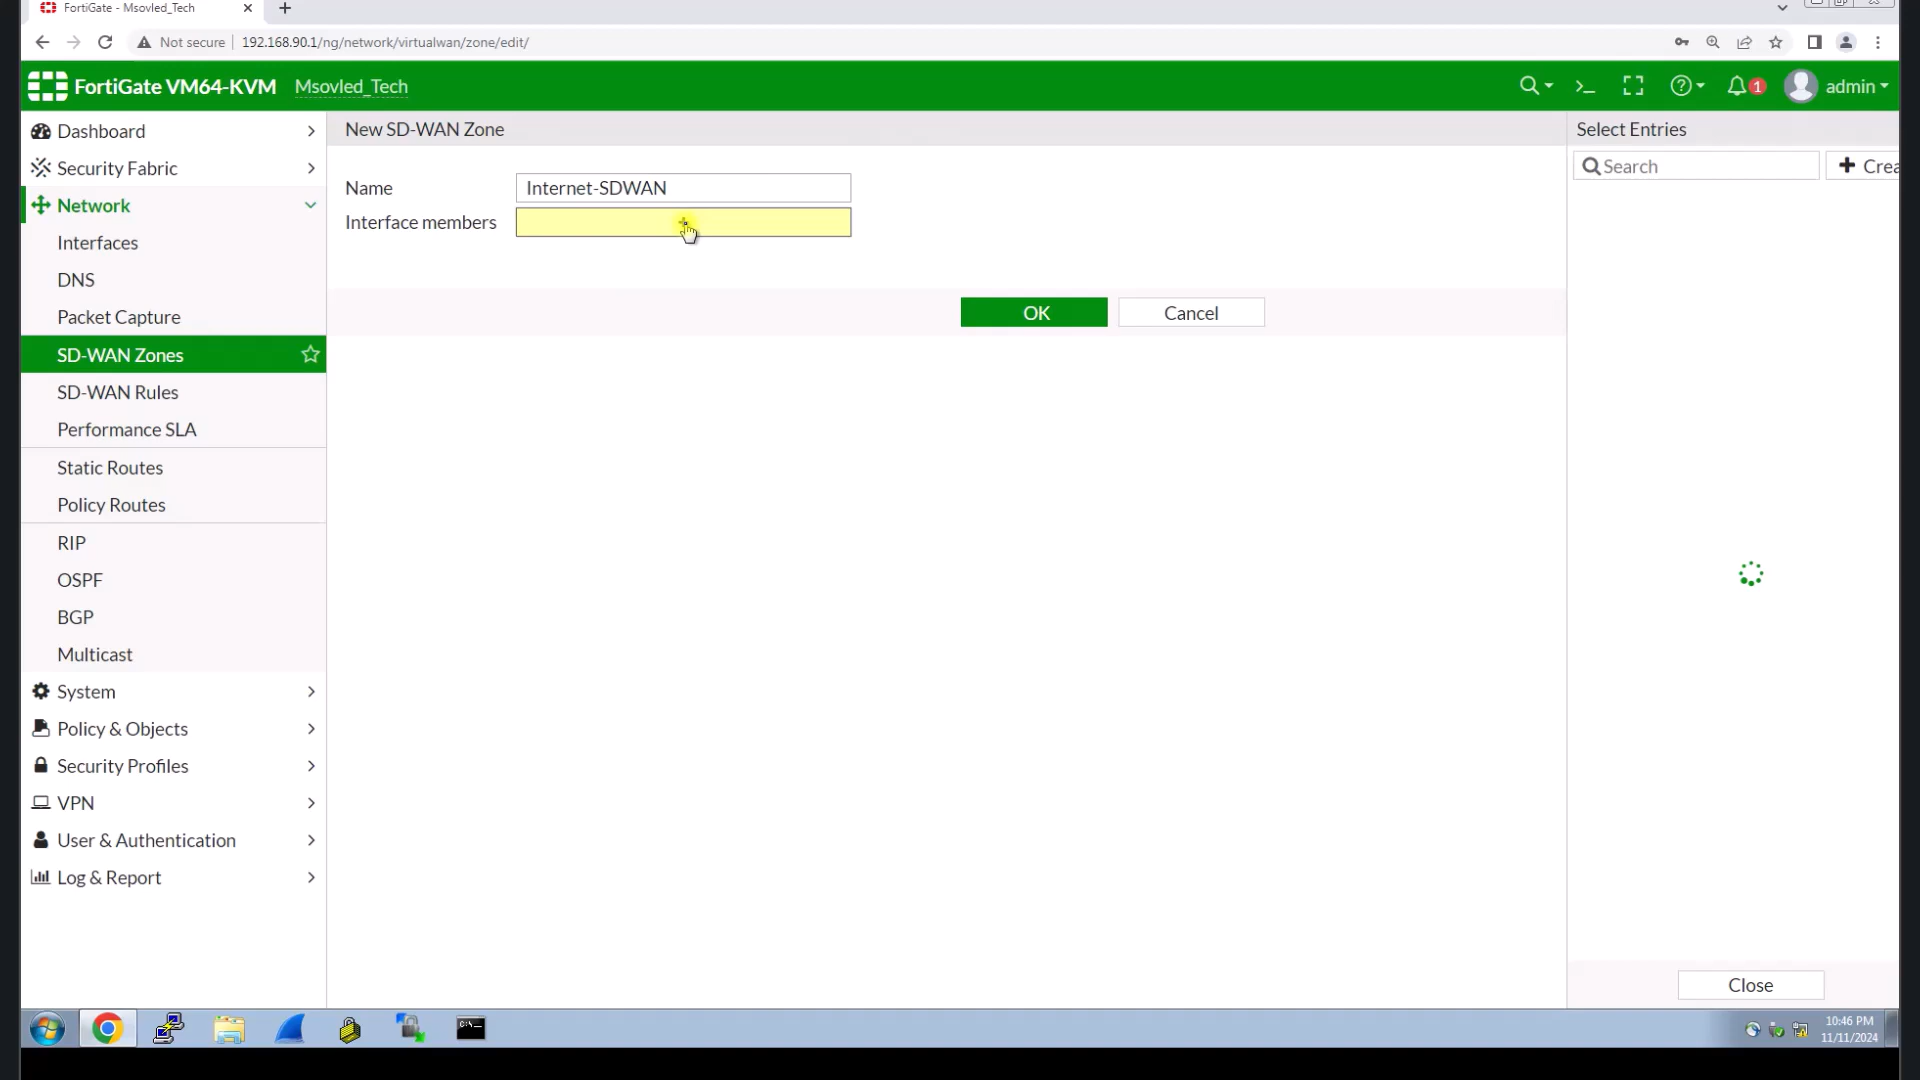 FortiGate - Msovled_Tech
Not secure
192.168.90.1/ng/network/virtualwan/zone/edit/
FortiGate VM64-KVM
Msovled_Tech
1
admin
Dashboard
Security Fabric
Network
Interfaces
DNS
Packet Capture
SD-WAN Zones
SD-WAN Rules
Performance SLA
Static Routes
Policy Routes
RIP
OSPF
BGP
Multicast
System
Policy & Objects
Security Profiles
VPN
User & Authentication
Log & Report
New SD-WAN Zone
Name
Internet-SDWAN
Interface members
OK
Cancel
Select Entries
Search
Crea
Close
10:46 PM
11/11/2024